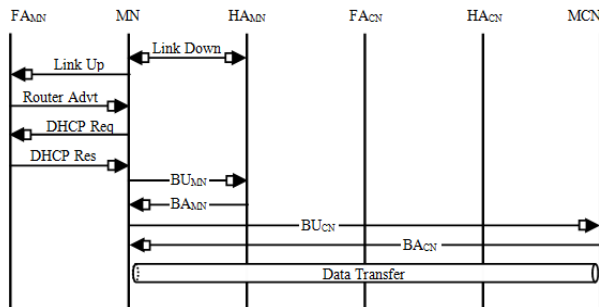 FAMN MN HAMN FACN HACN MCN
Link Down
Link Up
Router Advt
DHCP Req
DHCP Res
BUMN
BAMN
BUCN
BACN
Data Transfer